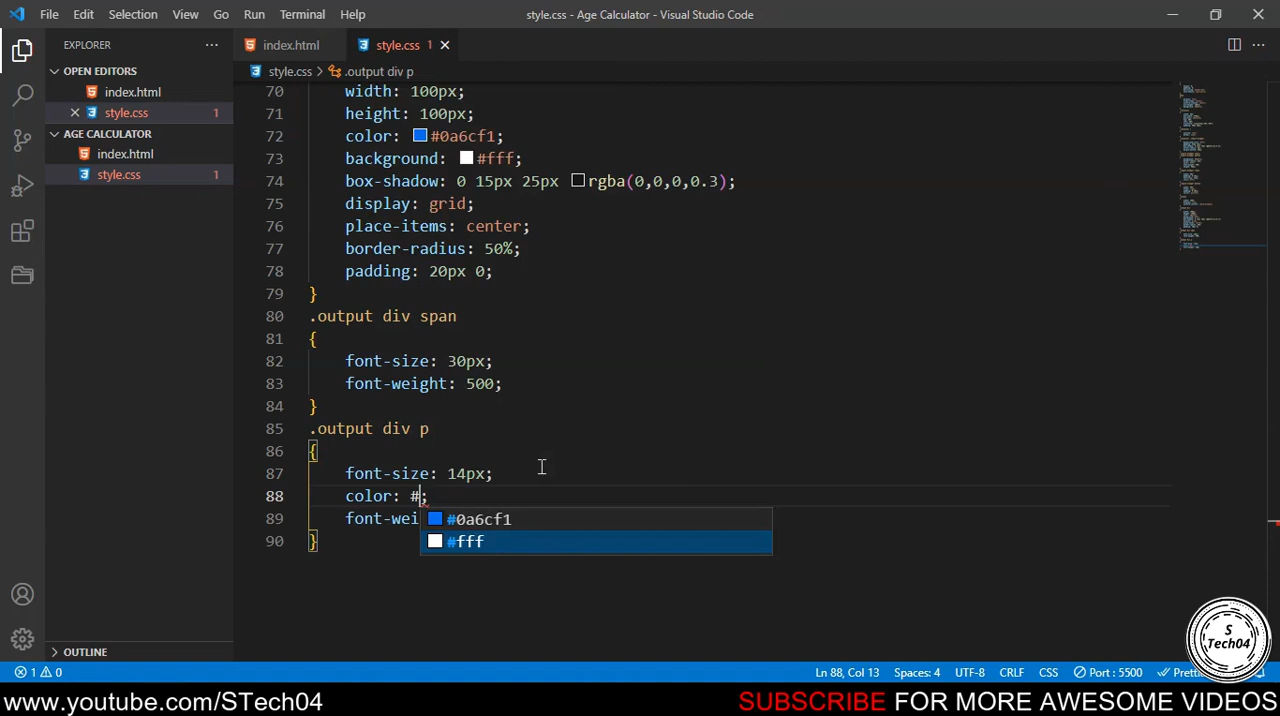 File Edit Selection View Go Run Terminal Help
style.css - Age Calculator - Visual Studio Code
EXPLORER
OPEN EDITORS
index.html
style.css 1
AGE CALCULATOR
index.html
style.css 1
OUTLINE
index.html style.css 1
style.css > .output div p
70 width: 100px;
71 height: 100px;
72 color: #0a6cf1;
73 background: #fff;
74 box-shadow: 0 15px 25px rgba(0,0,0,0.3);
75 display: grid;
76 place-items: center;
77 border-radius: 50%;
78 padding: 20px 0;
79 }
80 .output div span
81 {
82 font-size: 30px;
83 font-weight: 500;
84 }
85 .output div p
86 {
87 font-size: 14px;
88 color: #;
89 font-wei
90 }
#0a6cf1
#fff
1 0
Ln 88, Col 13 Spaces: 4 UTF-8 CRLF CSS Port : 5500
S
Tech04
www.youtube.com/STech04
SUBSCRIBE FOR MORE AWESOME VIDEOS